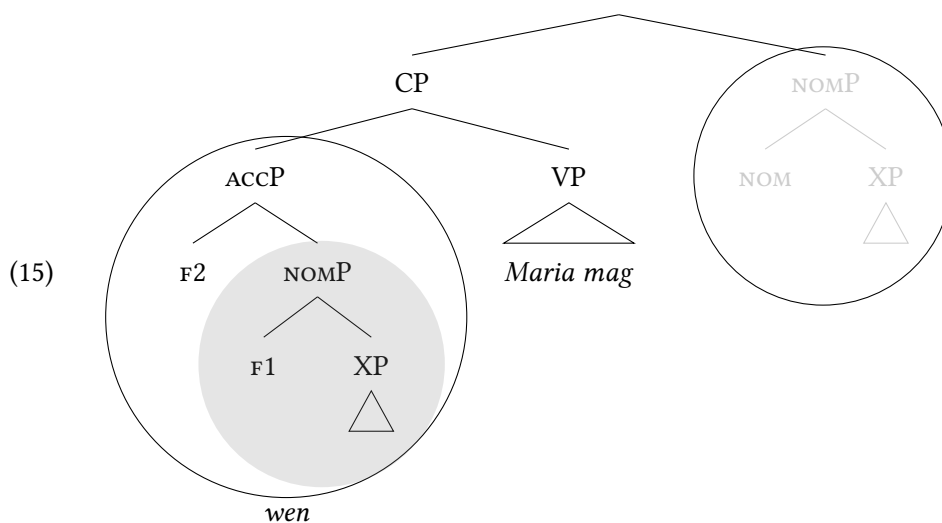 CP
NOMP
ACCP
VP
NOM
XP
(15)
F2
NOMP
Maria mag
F1
XP
wen